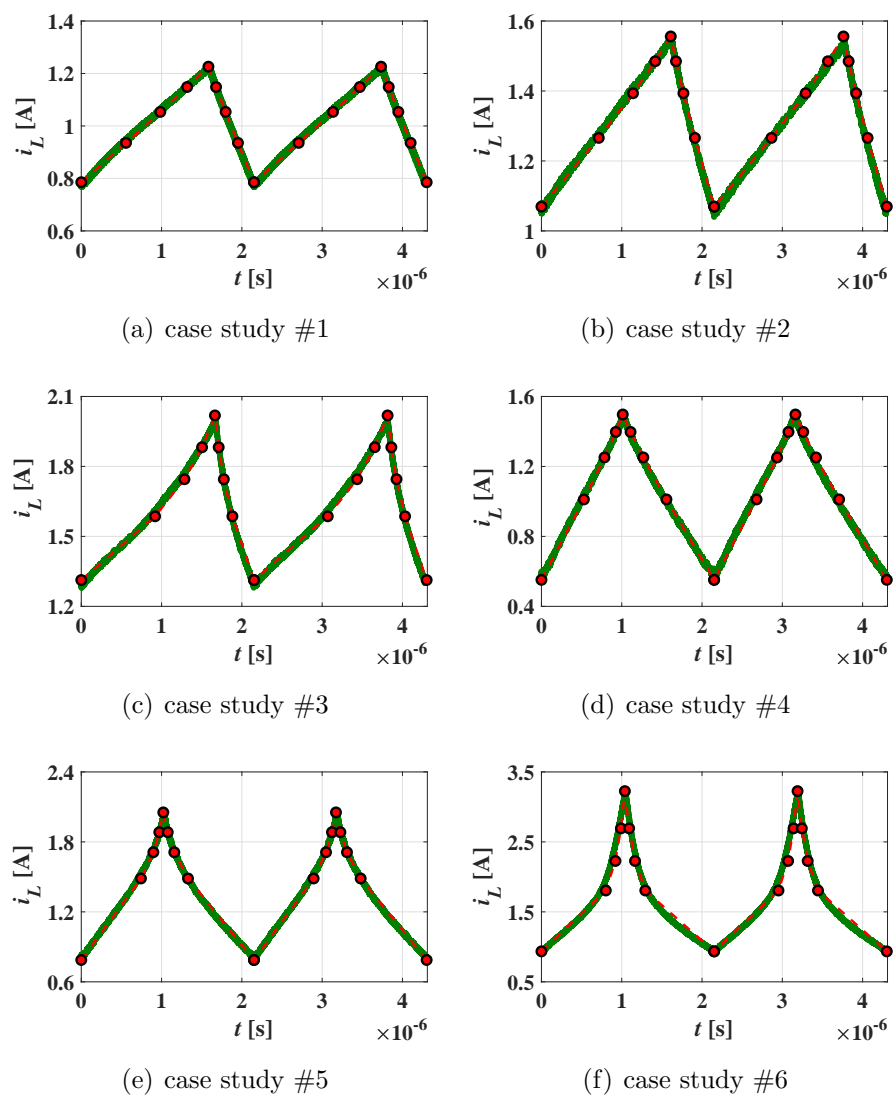 1.4
1.2
1
0.8
0.6
i_L [A]
0 1 2 3 4
t [s]
×10^-6
(a) case study #1
1.6
1.4
1.2
1
i_L [A]
0 1 2 3 4
t [s]
×10^-6
(b) case study #2
2.1
1.8
1.5
1.2
i_L [A]
0 1 2 3 4
t [s]
×10^-6
(c) case study #3
1.6
1.2
0.8
0.4
i_L [A]
0 1 2 3 4
t [s]
×10^-6
(d) case study #4
2.4
1.8
1.2
0.6
i_L [A]
0 1 2 3 4
t [s]
×10^-6
(e) case study #5
3.5
2.5
1.5
0.5
i_L [A]
0 1 2 3 4
t [s]
×10^-6
(f) case study #6